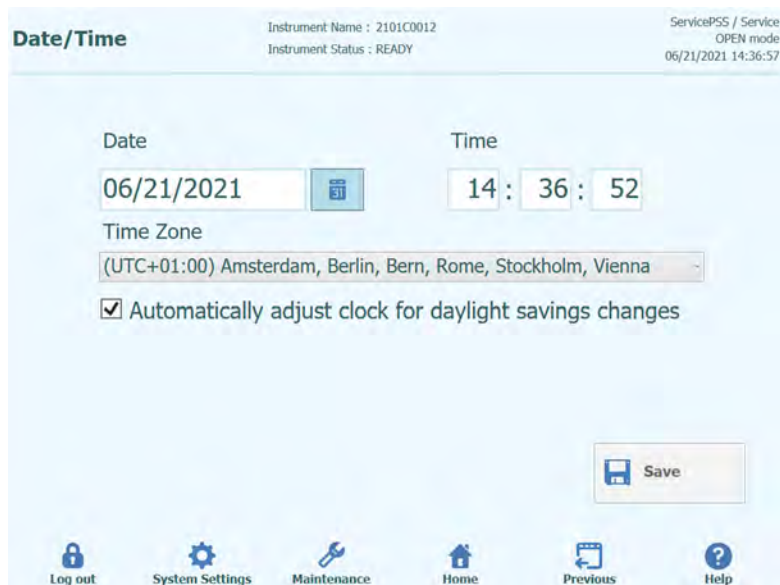 Date/Time
Instrument Name : 2101C0012
Instrument Status : READY
ServicePSS / Service
OPEN mode
06/21/2021 14:36:57
Date
Time
06/21/2021
31
14 : 36 : 52
Time Zone
(UTC+01:00) Amsterdam, Berlin, Bern, Rome, Stockholm, Vienna
Automatically adjust clock for daylight savings changes
Save
Log out
System Settings
Maintenance
Home
Previous
Help